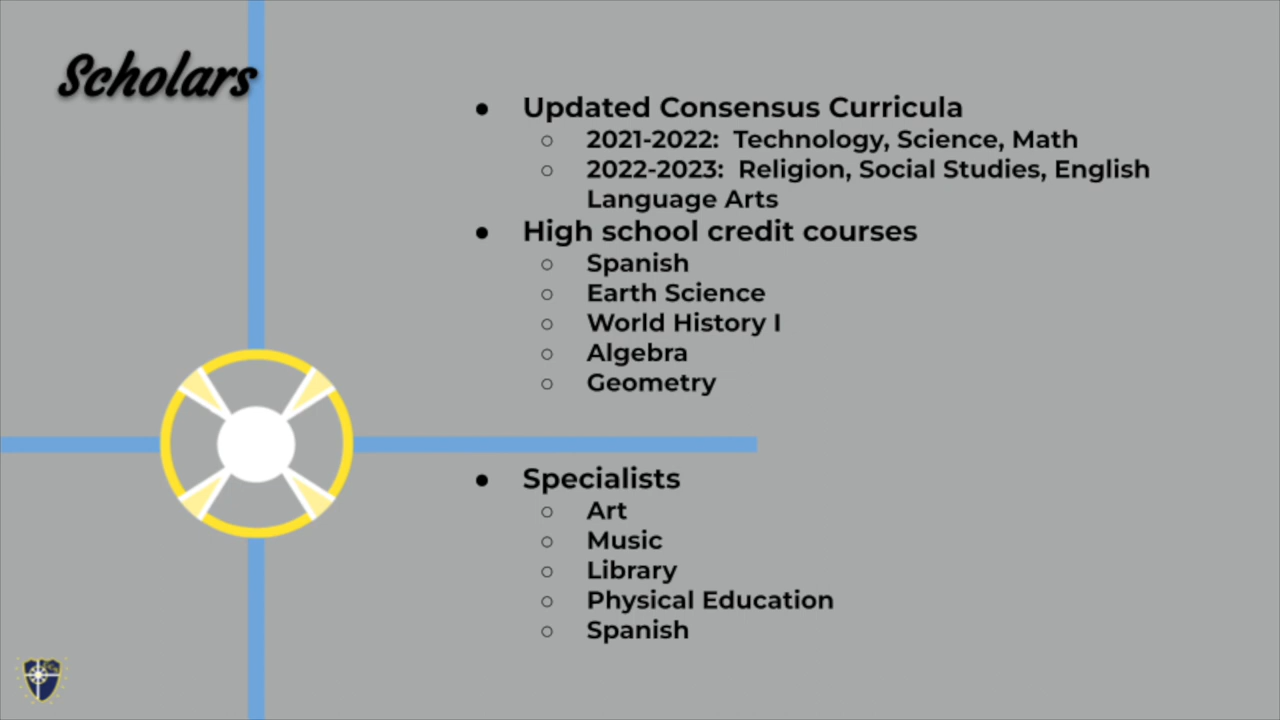 Scholars
● Updated Consensus Curricula
○ 2021-2022: Technology, Science, Math
○ 2022-2023: Religion, Social Studies, English
Language Arts
● High school credit courses
○ Spanish
○ Earth Science
○ World History I
○ Algebra
○ Geometry
● Specialists
○ Art
○ Music
○ Library
○ Physical Education
○ Spanish